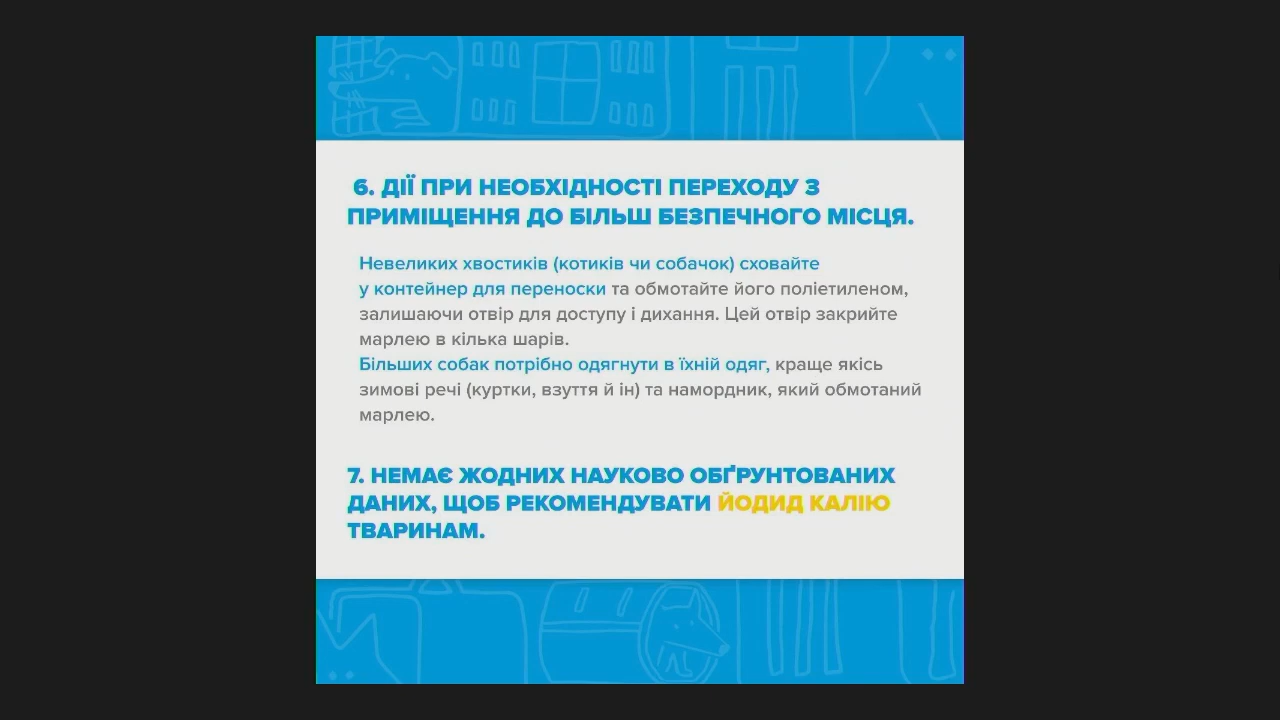 6. ДІЇ ПРИ НЕОБХІДНОСТІ ПЕРЕХОДУ З
ПРИМІЩЕННЯ ДО БІЛЬШ БЕЗПЕЧНОГО МІСЦЯ.
Невеликих хвостиків (котиків чи собачок) сховайте
у контейнер для переноски та обмотайте його поліетиленом,
залишаючи отвір для доступу і дихання. Цей отвір закрийте
марлею в кілька шарів.
Більших собак потрібно одягнути в їхній одяг, краще якісь
зимові речі (куртки, взуття й ін) та намордник, який обмотаний
марлею.
7. НЕМАЄ ЖОДНИХ НАУКОВО ОБҐРУНТОВАНИХ
ДАНИХ, ЩОБ РЕКОМЕНДУВАТИ ЙОДИД КАЛІЮ
ТВАРИНАМ.